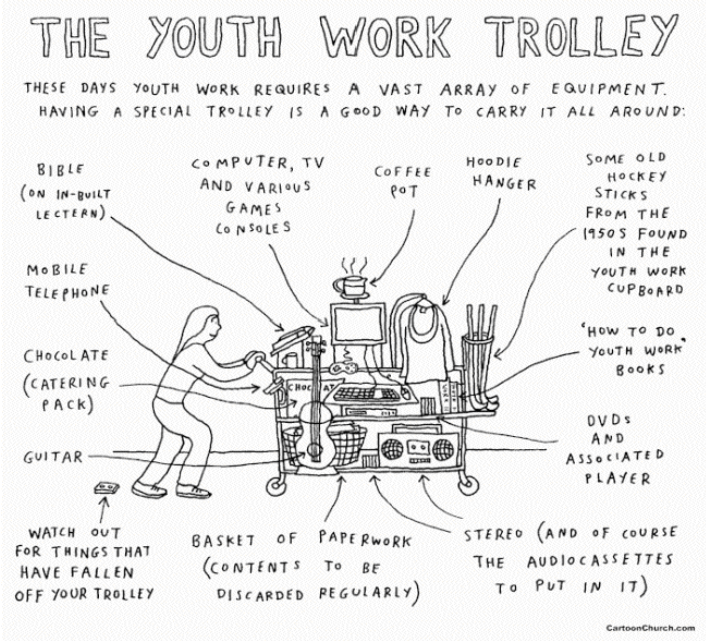 THE YOUTH WORK TROLLEY
THESE DAYS YOUTH WORK REQUIRES A VAST ARRAY OF EQUIPMENT.
HAVING A SPECIAL TROLLEY IS A GOOD WAY TO CARRY IT ALL AROUND:
BIBLE
(ON IN-BUILT
LECTERN)
COMPUTER, TV
AND VARIOUS
GAMES
CONSOLES
COFFEE
POT
HOODIE
HANGER
SOME OLD
HOCKEY
STICKS
FROM THE
1950S FOUND
IN THE
YOUTH WORK
CUPBOARD
MOBILE
TELEPHONE
'HOW TO DO
YOUTH WORK'
BOOKS
CHOCOLATE
(CATERING
PACK)
CHOC AT
DVDS
AND
ASSOCIATED
PLAYER
GUITAR
WATCH OUT
FOR THINGS THAT
HAVE FALLEN
OFF YOUR TROLLEY
BASKET OF PAPERWORK
(CONTENTS TO BE
DISCARDED REGULARLY)
STEREO (AND OF COURSE
THE AUDIOCASSETTES
TO PUT IN IT)
CartoonChurch.com